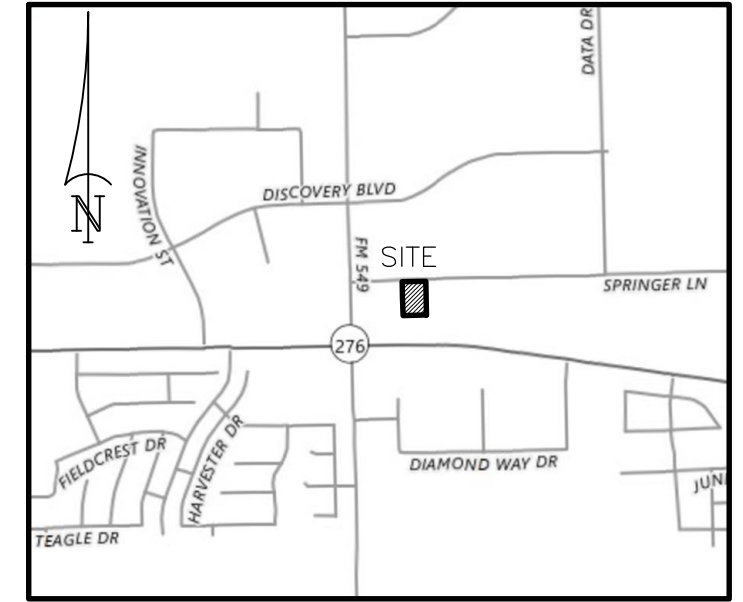 DATA DR
INNOVATION ST
DISCOVERY BLVD
FM 549
SITE
N
SPRINGER LN
276
HARVESTER DR
FIELDCREST DR
DIAMOND WAY DR
JUNI
TEAGLE DR